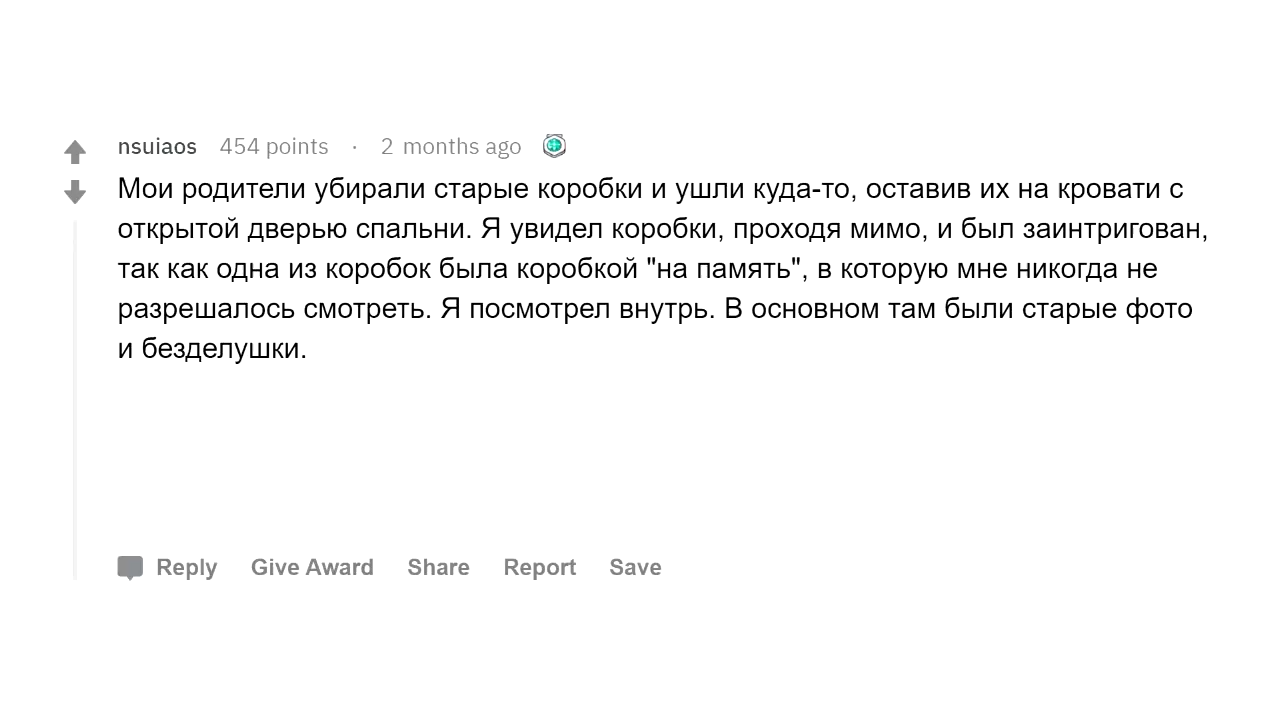 nsuiaos 454 points · 2 months ago
Мои родители убирали старые коробки и ушли куда-то, оставив их на кровати с
открытой дверью спальни. Я увидел коробки, проходя мимо, и был заинтригован,
так как одна из коробок была коробкой "на память", в которую мне никогда не
разрешалось смотреть. Я посмотрел внутрь. В основном там были старые фото
и безделушки.
Reply Give Award Share Report Save